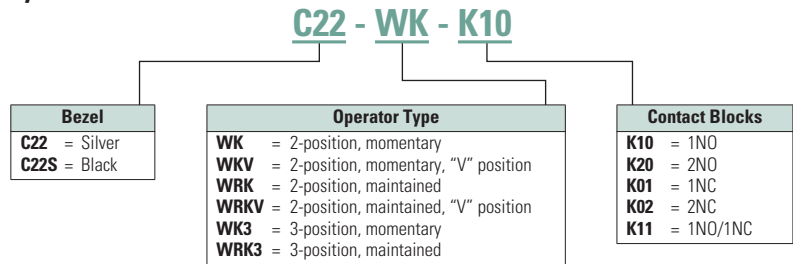 C22 - WK - K10
Bezel
C22 = Silver
C22S = Black
Operator Type
WK = 2-position, momentary
WKV = 2-position, momentary, “V” position
WRK = 2-position, maintained
WRKV = 2-position, maintained, “V” position
WK3 = 3-position, momentary
WRK3 = 3-position, maintained
Contact Blocks
K10 = 1NO
K20 = 2NO
K01 = 1NC
K02 = 2NC
K11 = 1NO/1NC